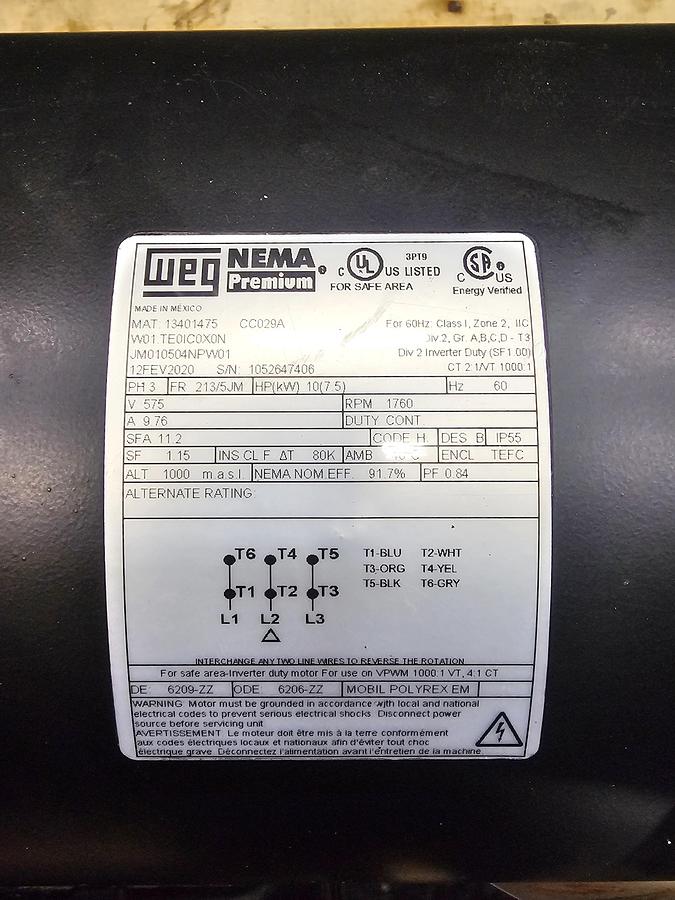 WEG NEMA Premium
C UL US LISTED
3PT9
FOR SAFE AREA
C SA US
Energy Verified
MADE IN MEXICO
MAT: 13401475 CC029A
For 60Hz: Class I, Zone 2, IIC
W01.TE0IC0X0N
Div.2, Gr. A,B,C,D - T3
JM010504NPW01
Div 2 Inverter Duty (SF1.00)
12FEV2020 S/N: 1052647406
CT 2:1/VT 1000:1
PH 3 FR 213/5JM HP(kW) 10(7.5) Hz 60
V 575 RPM 1760
A 9.76 DUTY CONT.
SFA 11.2 CODE H DES B IP55
SF 1.15 INS CL F ΔT 80K AMB ENCL TEFC
ALT 1000 m.a.s.l. NEMA NOM.EFF. 91.7% PF 0.84
ALTERNATE RATING:
T6 T4 T5
T1 T2 T3
L1 L2 L3
Δ
T1-BLU T2-WHT
T3-ORG T4-YEL
T5-BLK T6-GRY
INTERCHANGE ANY TWO LINE WIRES TO REVERSE THE ROTATION
For safe area-Inverter duty motor For use on VPWM 1000:1 VT, 4:1 CT
DE: 6209-ZZ ODE: 6206-ZZ MOBIL POLYREX EM
WARNING: Motor must be grounded in accordance with local and national
electrical codes to prevent serious electrical shocks. Disconnect power
source before servicing unit.
AVERTISSEMENT: Le moteur doit être mis à la terre conformément
aux codes électriques locaux et nationaux afin d'éviter tout choc
électrique grave. Déconnectez l'alimentation avant l'entretien de la machine.